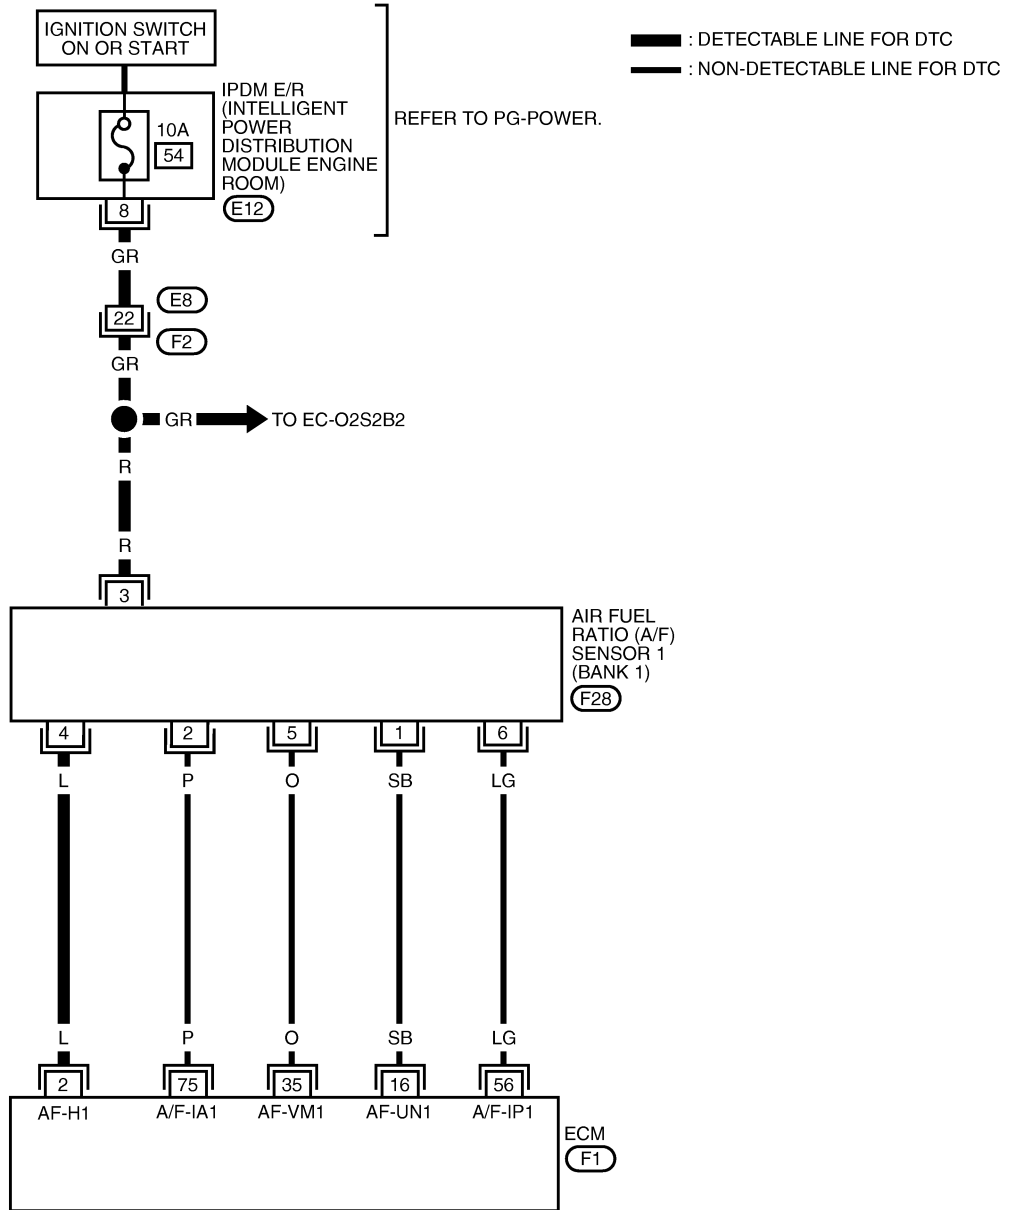 IGNITION SWITCH
ON OR START
: DETECTABLE LINE FOR DTC
: NON-DETECTABLE LINE FOR DTC
IPDM E/R
(INTELLIGENT
POWER
DISTRIBUTION
MODULE ENGINE
ROOM)
E12
REFER TO PG-POWER.
10A
54
8
GR
E8
22
F2
GR
GR
TO EC-O2S2B2
R
R
3
AIR FUEL
RATIO (A/F)
SENSOR 1
(BANK 1)
F28
4 2 5 1 6
L P O SB LG
L P O SB LG
2 75 35 16 56
AF-H1 A/F-IA1 AF-VM1 AF-UN1 A/F-IP1
ECM
F1